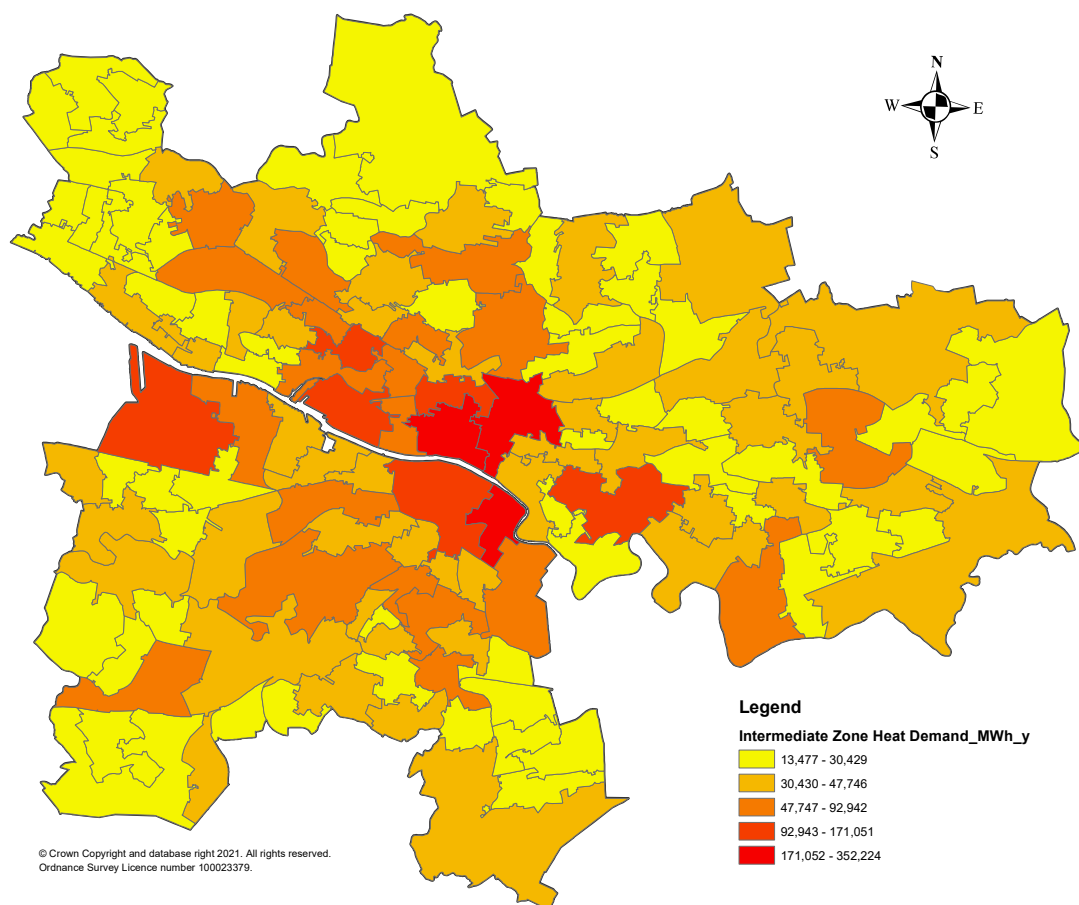 N
W E
S
Legend
Intermediate Zone Heat Demand_MWh_y
13,477 - 30,429
30,430 - 47,746
47,747 - 92,942
92,943 - 171,051
171,052 - 352,224
© Crown Copyright and database right 2021. All rights reserved.
Ordnance Survey Licence number 100023379.